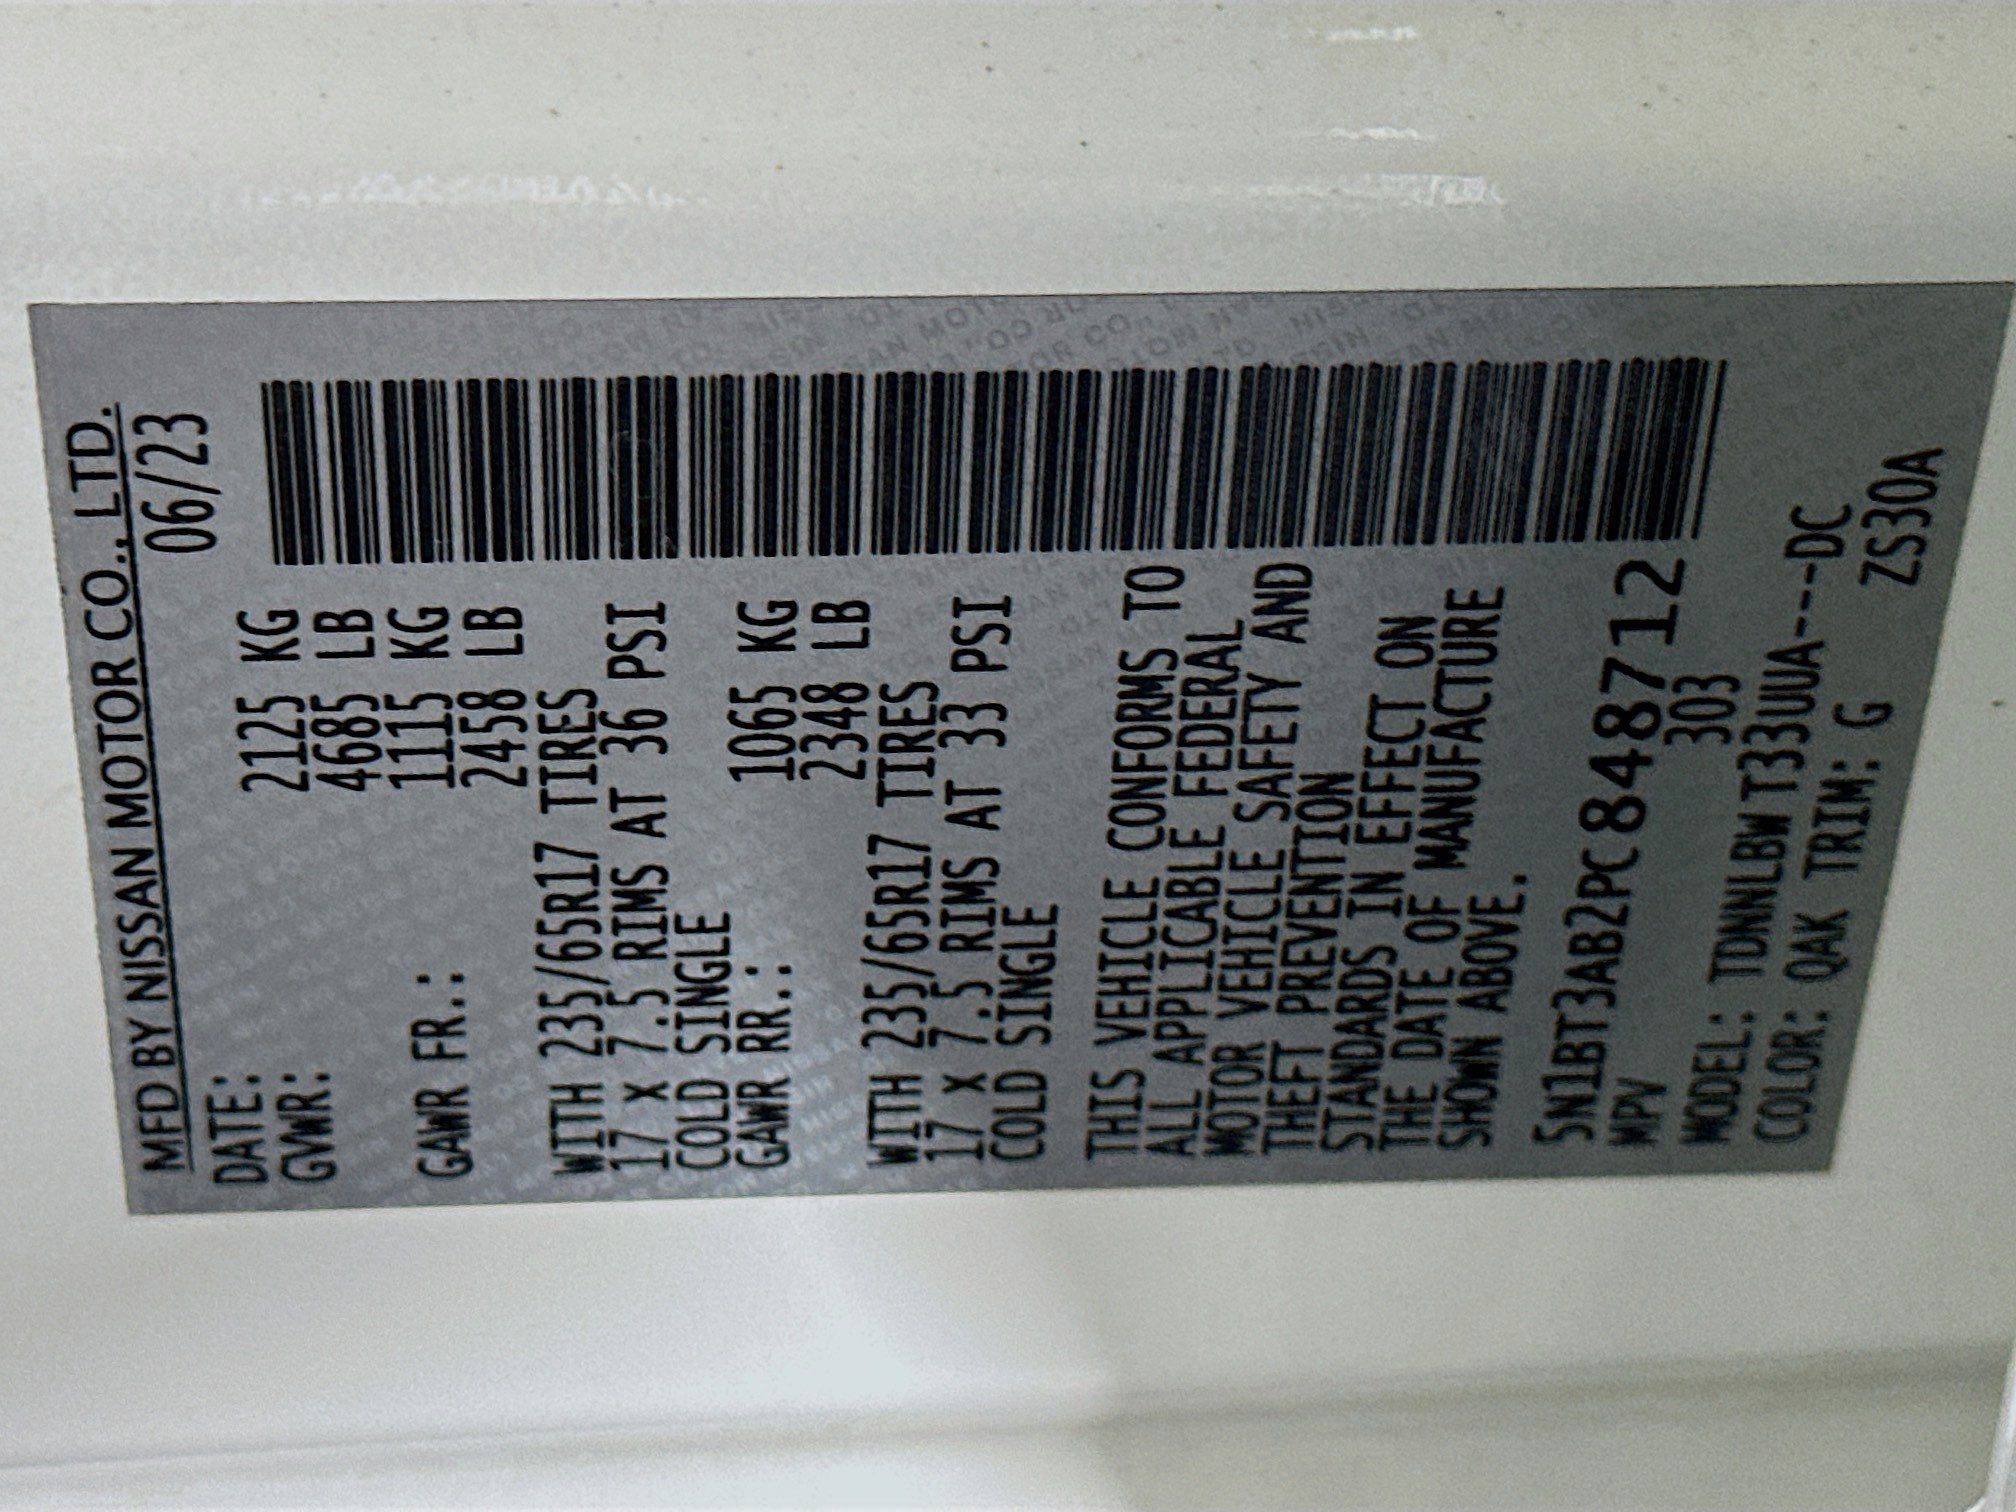 MFD BY NISSAN MOTOR CO., LTD.
DATE: 06/23
GVWR: 2125 KG
4685 LB
GAWR FR.: 1115 KG
2458 LB
WITH 235/65R17 TIRES
17 X 7.5 RIMS AT 36 PSI
COLD SINGLE
GAWR RR.: 1065 KG
2348 LB
WITH 235/65R17 TIRES
17 X 7.5 RIMS AT 33 PSI
COLD SINGLE
THIS VEHICLE CONFORMS TO
ALL APPLICABLE FEDERAL
MOTOR VEHICLE SAFETY AND
THEFT PREVENTION
STANDARDS IN EFFECT ON
THE DATE OF MANUFACTURE
SHOWN ABOVE.
5N1BT3AB2PC848712
MPV 303
MODEL: TDNNLBW T33UUA----DC
COLOR: QAK TRIM: G ZS30A